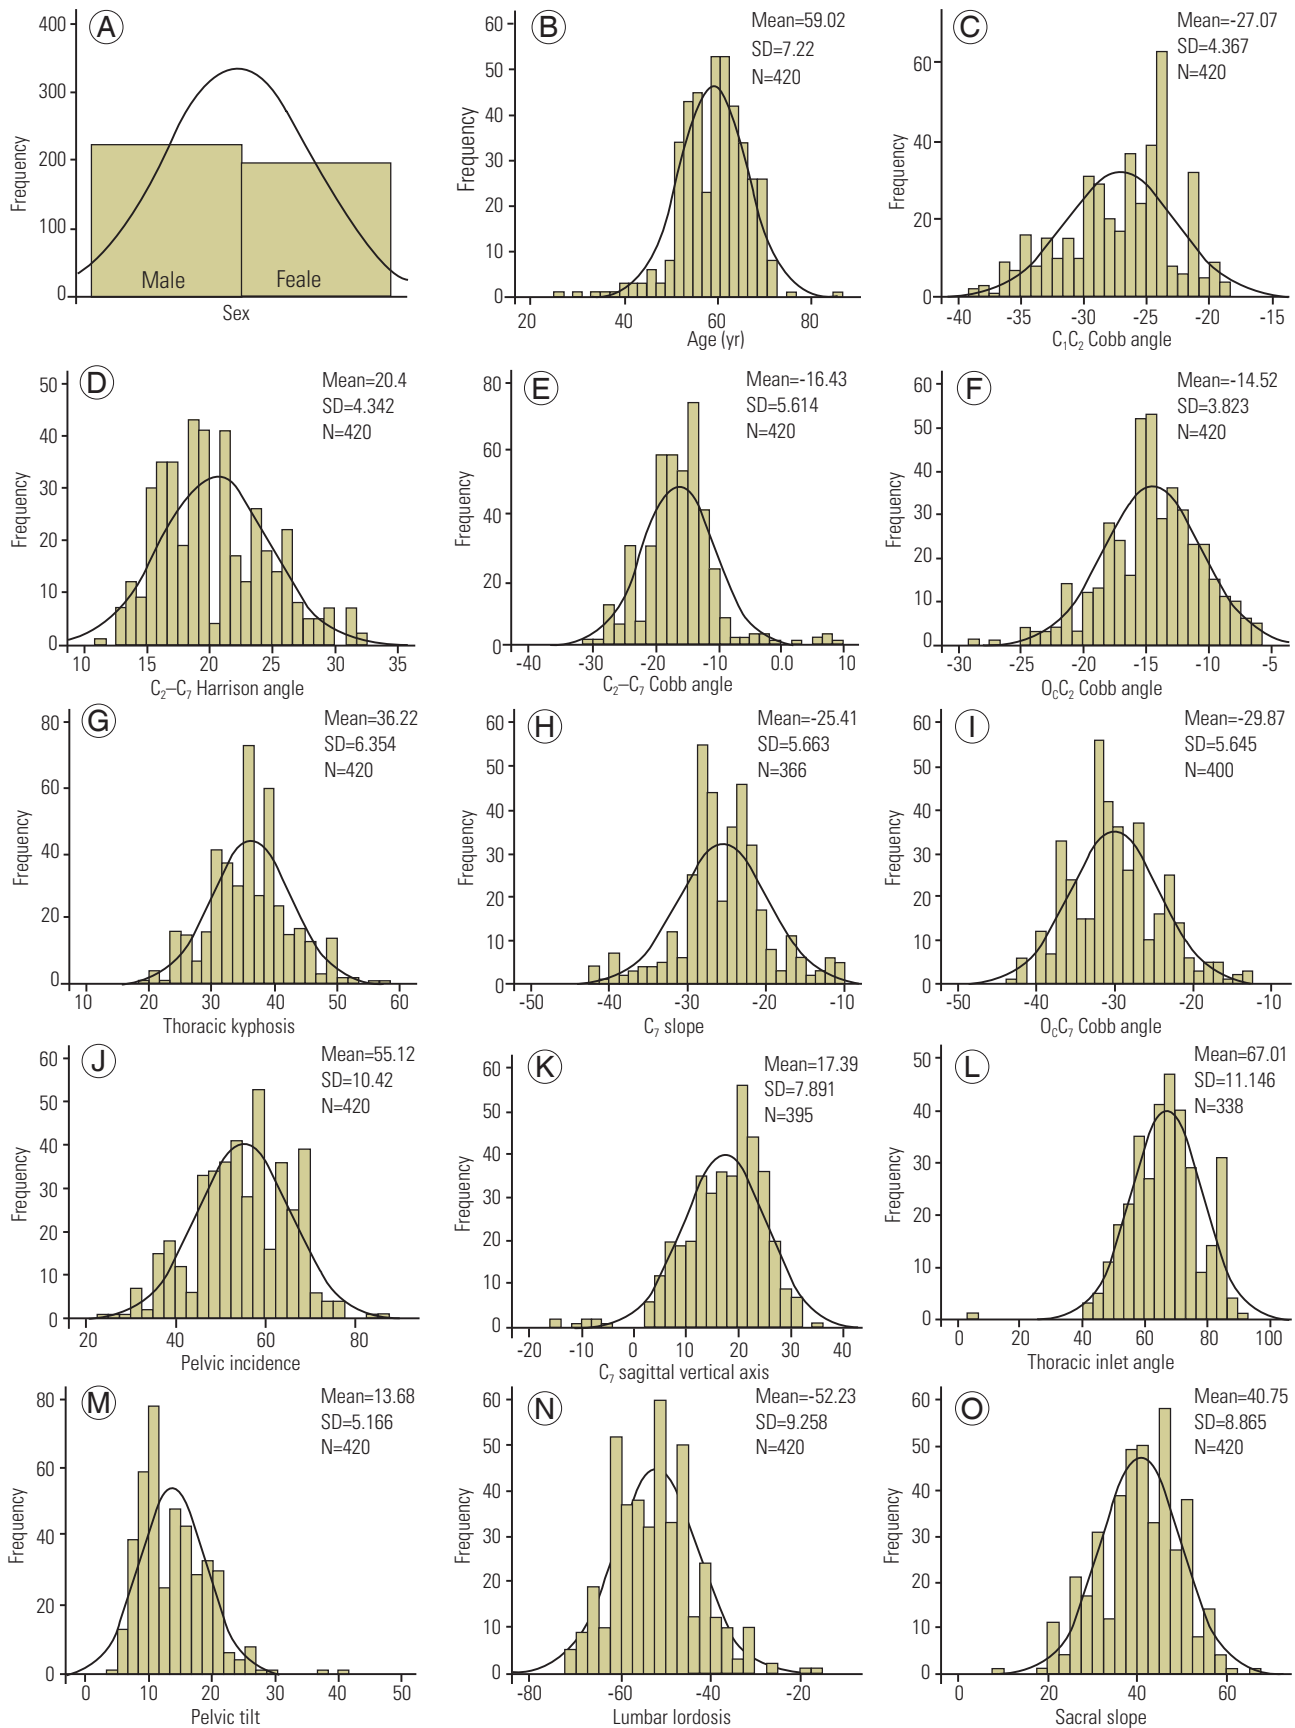 A
400
300
200
100
0
Frequency
Male
Feale
Sex
B
Mean=59.02
SD=7.22
N=420
60
50
40
30
20
10
0
Frequency
20 40 60 80
Age (yr)
C
Mean=-27.07
SD=4.367
N=420
60
40
20
0
Frequency
-40 -35 -30 -25 -20 -15
C₁C₂ Cobb angle
D
Mean=20.4
SD=4.342
N=420
50
40
30
20
10
0
Frequency
10 15 20 25 30 35
C₂–C₇ Harrison angle
E
Mean=-16.43
SD=5.614
N=420
80
60
40
20
0
Frequency
-40 -30 -20 -10 0.0 10
C₂–C₇ Cobb angle
F
Mean=-14.52
SD=3.823
N=420
60
50
40
30
20
10
0
Frequency
-30 -25 -20 -15 -10 -5
O꜀C₂ Cobb angle
G
Mean=36.22
SD=6.354
N=420
80
60
40
20
0
Frequency
10 20 30 40 50 60
Thoracic kyphosis
H
Mean=-25.41
SD=5.663
N=366
60
50
40
30
20
10
0
Frequency
-50 -40 -30 -20 -10
C₇ slope
I
Mean=-29.87
SD=5.645
N=400
60
50
40
30
20
10
0
Frequency
-50 -40 -30 -20 -10
O꜀C₇ Cobb angle
J
Mean=55.12
SD=10.42
N=420
60
50
40
30
20
10
0
Frequency
20 40 60 80
Pelvic incidence
K
Mean=17.39
SD=7.891
N=395
60
50
40
30
20
10
0
Frequency
-20 -10 0 10 20 30 40
C₇ sagittal vertical axis
L
Mean=67.01
SD=11.146
N=338
50
40
30
20
10
0
Frequency
0 20 40 60 80 100
Thoracic inlet angle
M
Mean=13.68
SD=5.166
N=420
80
60
40
20
0
Frequency
0 10 20 30 40 50
Pelvic tilt
N
Mean=-52.23
SD=9.258
N=420
60
50
40
30
20
10
0
Frequency
-80 -60 -40 -20
Lumbar lordosis
O
Mean=40.75
SD=8.865
N=420
60
50
40
30
20
10
0
Frequency
0 20 40 60
Sacral slope